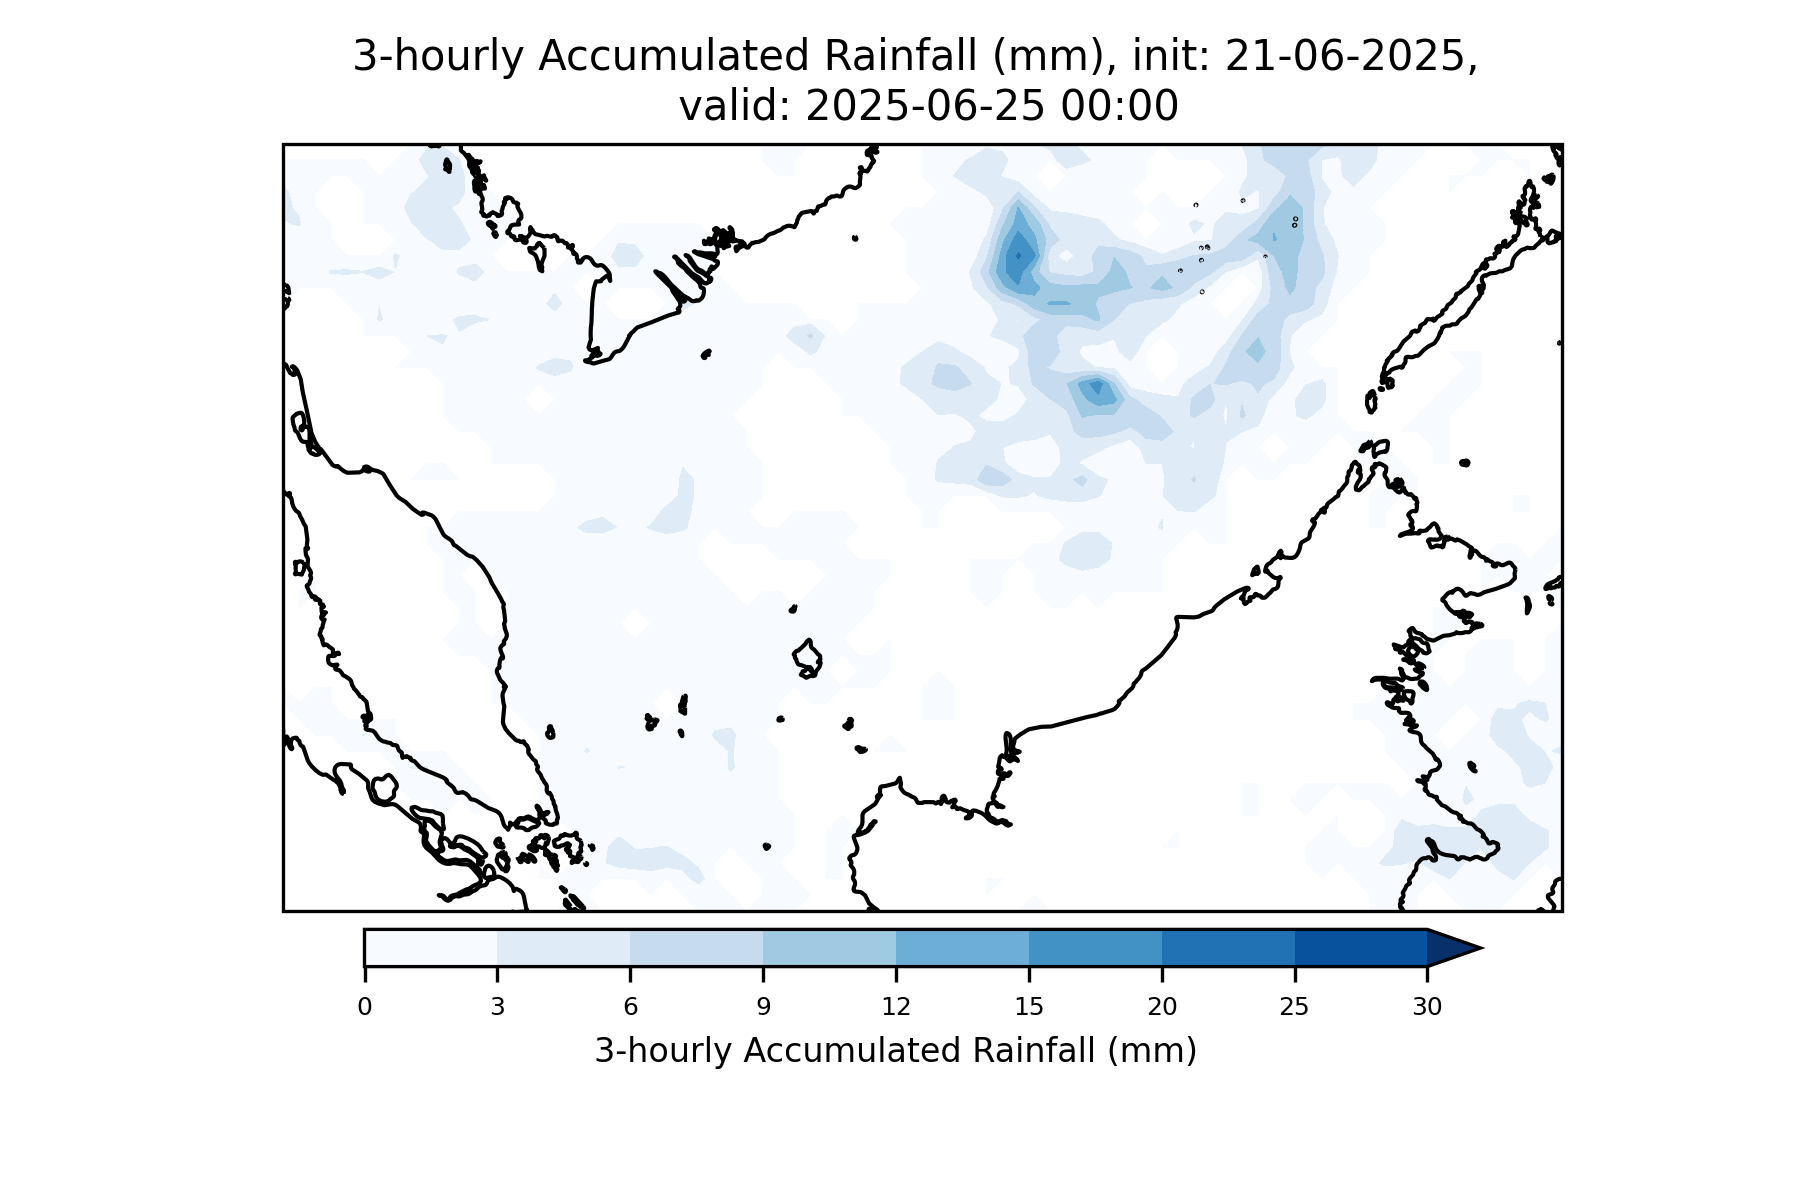 3-hourly Accumulated Rainfall (mm), init: 21-06-2025,
valid: 2025-06-25 00:00
0 3 6 9 12 15 20 25 30
3-hourly Accumulated Rainfall (mm)